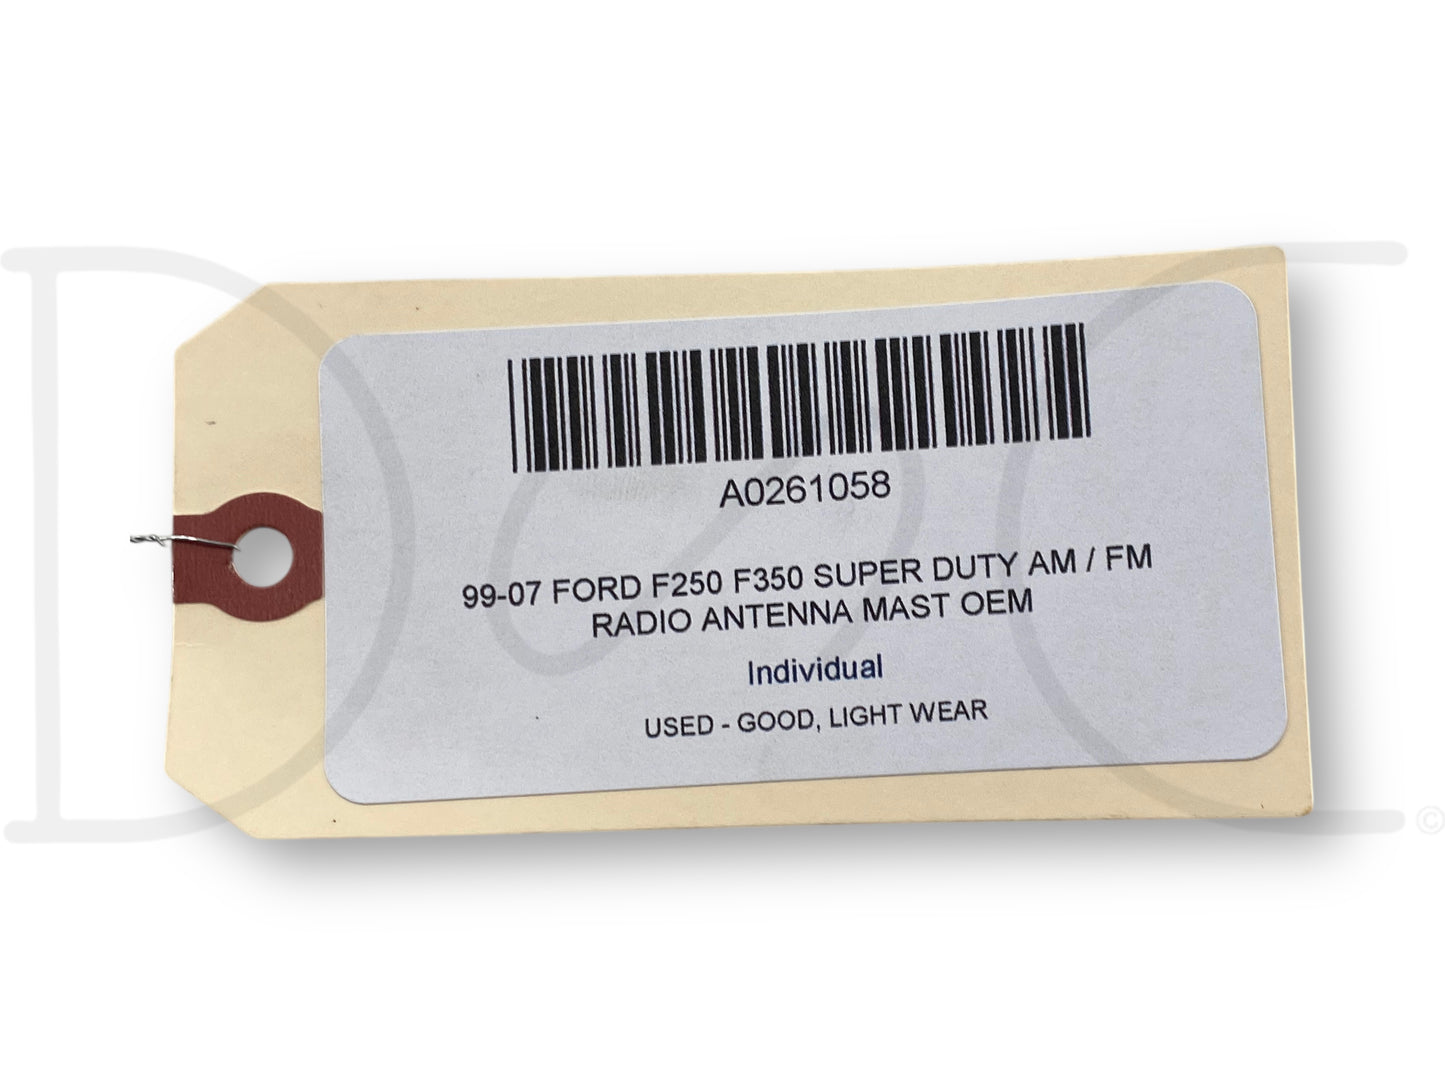 A0261058
99-07 FORD F250 F350 SUPER DUTY AM / FM
RADIO ANTENNA MAST OEM
Individual
USED - GOOD, LIGHT WEAR
©